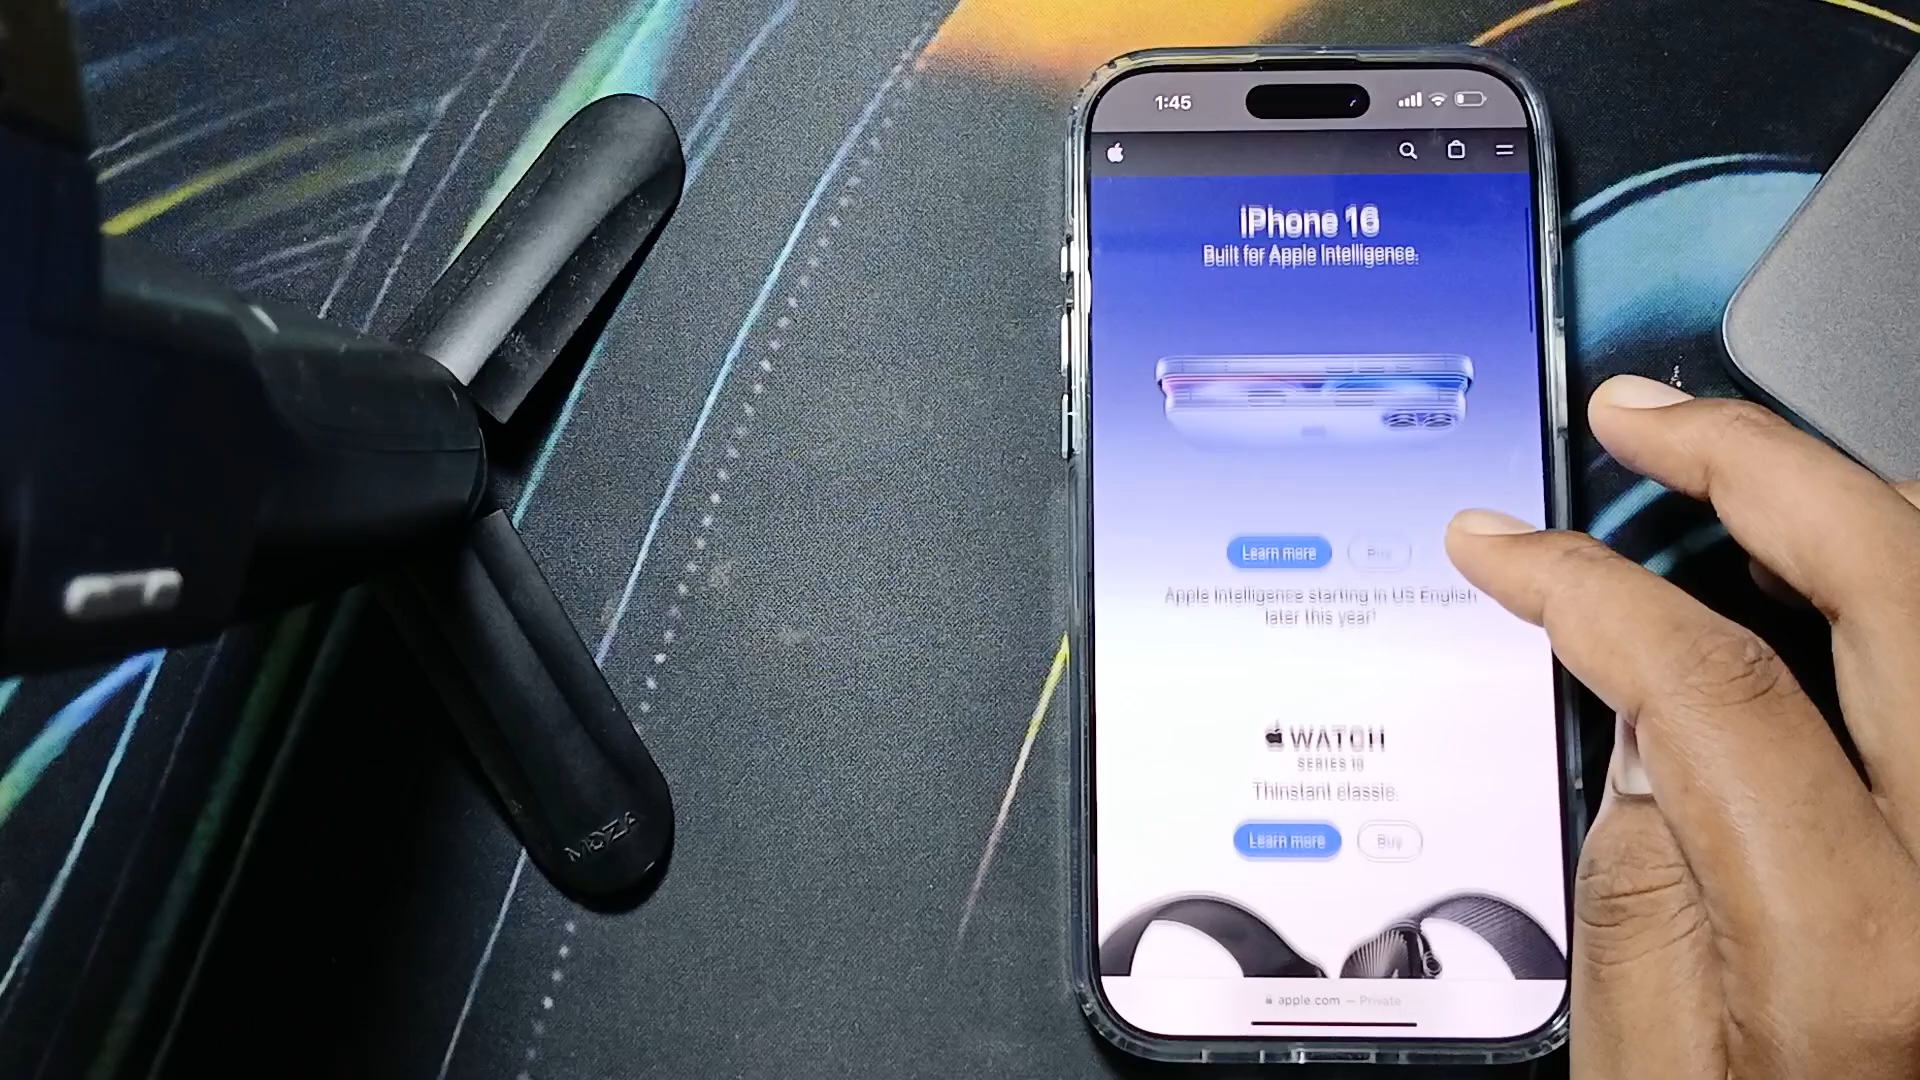 1:45
iPhone 16
Built for Apple Intelligence.
Learn more
Buy
Apple Intelligence starting in US English
later this year¹
WATCH
SERIES 10
Thinstant classic.
Learn more
Buy
apple.com — Private
MOZA